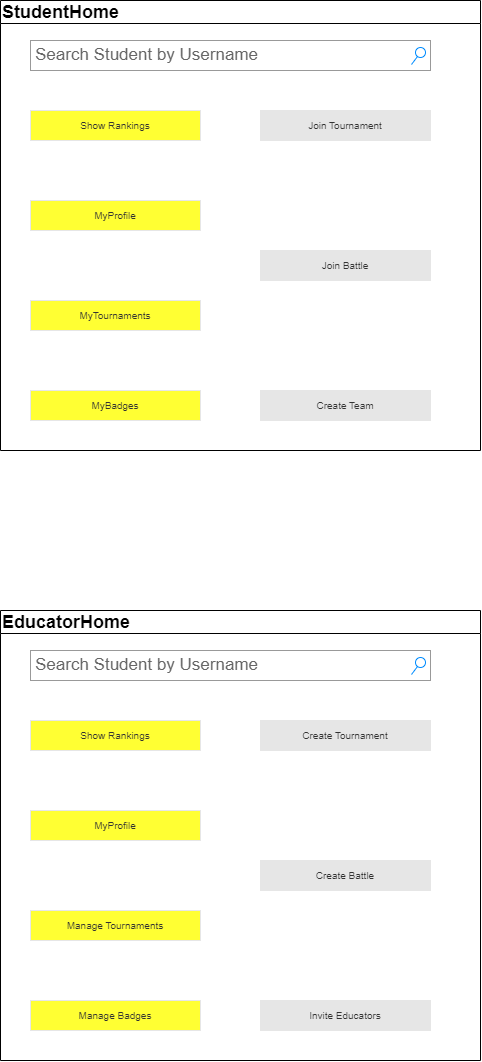 StudentHome
Search Student by Username
Show Rankings
Join Tournament
MyProfile
Join Battle
MyTournaments
MyBadges
Create Team
EducatorHome
Search Student by Username
Show Rankings
Create Tournament
MyProfile
Create Battle
Manage Tournaments
Manage Badges
Invite Educators